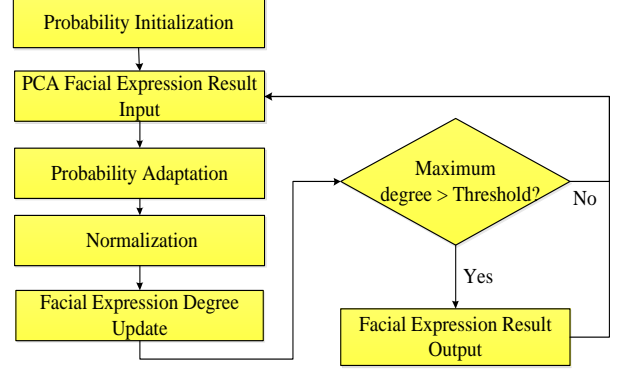 Probability Initialization
PCA Facial Expression Result
Input
Probability Adaptation
Normalization
Facial Expression Degree
Update
Maximum
degree > Threshold?
No
Yes
Facial Expression Result
Output